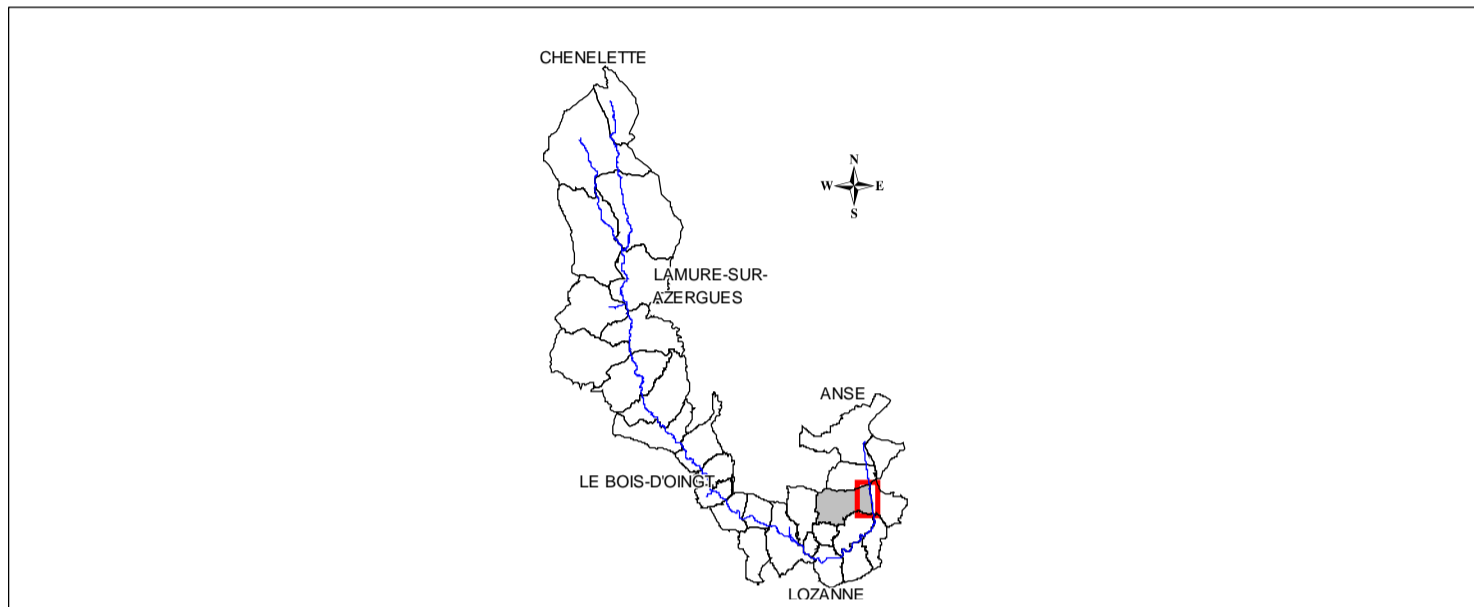 CHENELETTE
N
W E
S
LAMURE-SUR-
AZERGUES
ANSE
LE BOIS-D'OINGT
LOZANNE